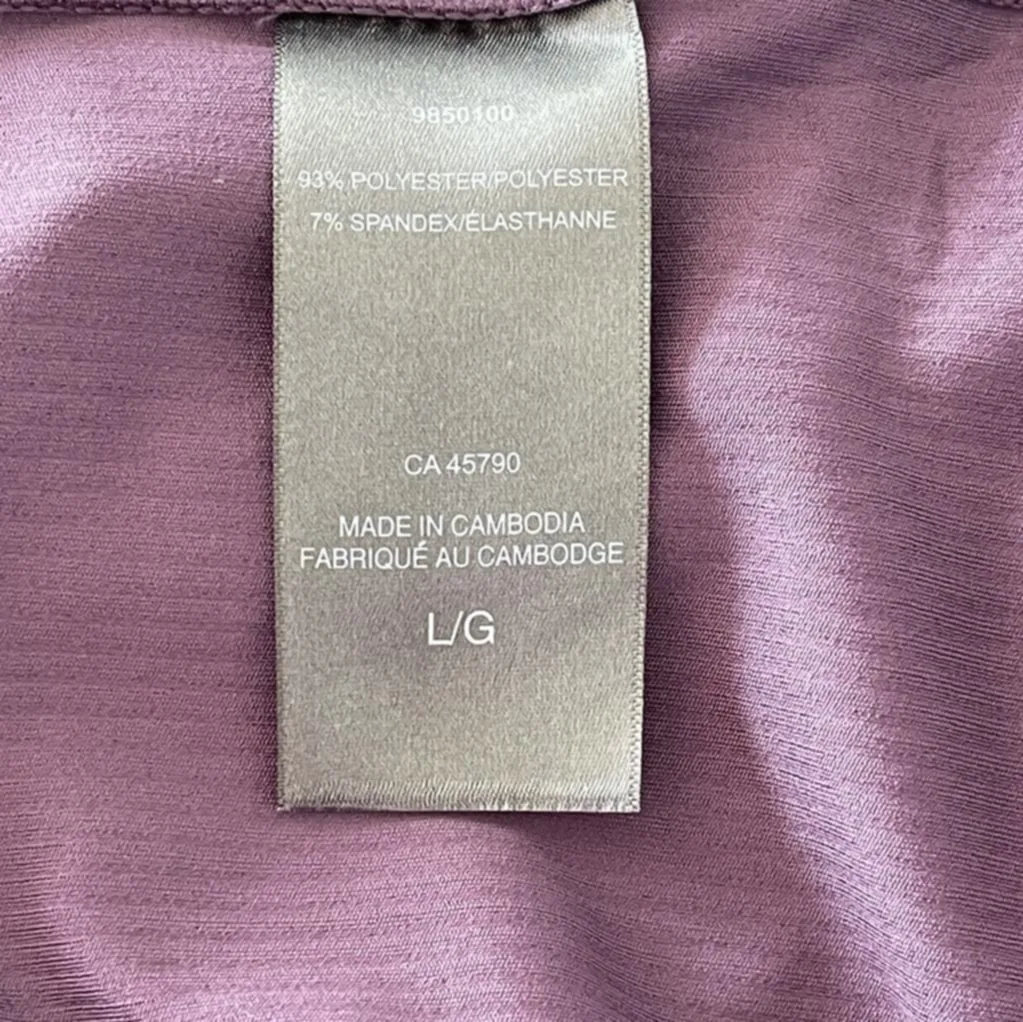 9850100
93% POLYESTER/POLYESTER
7% SPANDEX/ÉLASTHANNE
CA 45790
MADE IN CAMBODIA
FABRIQUÉ AU CAMBODGE
L/G